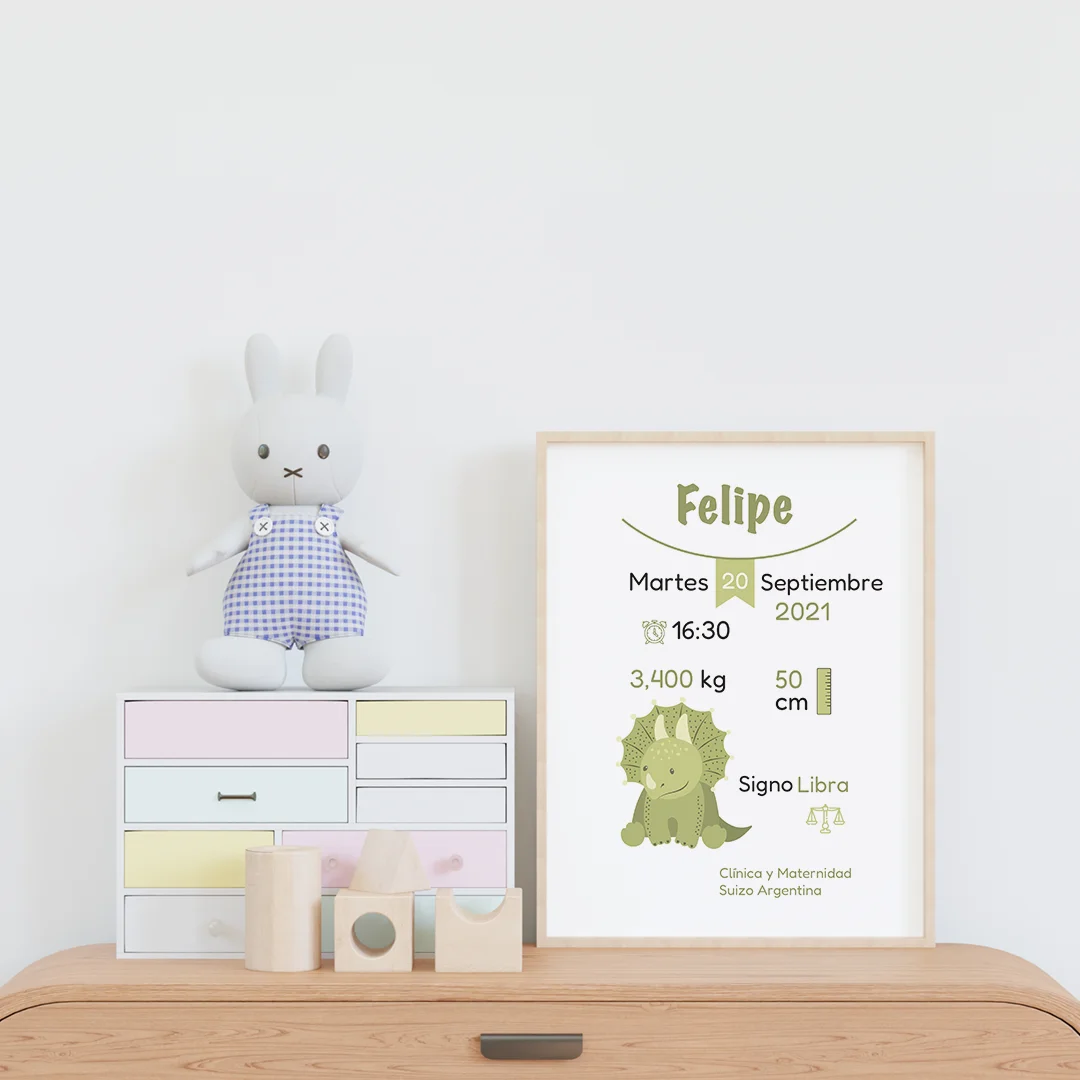 Felipe
Martes 20 Septiembre
2021
16:30
3,400 kg
50
cm
Signo Libra
Clínica y Maternidad
Suizo Argentina